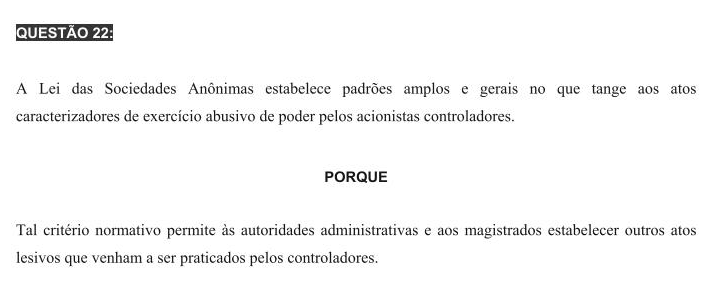 QUESTÃO 22:
A Lei das Sociedades Anônimas estabelece padrões amplos e gerais no que tange aos atos
caracterizadores de exercício abusivo de poder pelos acionistas controladores.
PORQUE
Tal critério normativo permite às autoridades administrativas e aos magistrados estabelecer outros atos
lesivos que venham a ser praticados pelos controladores.